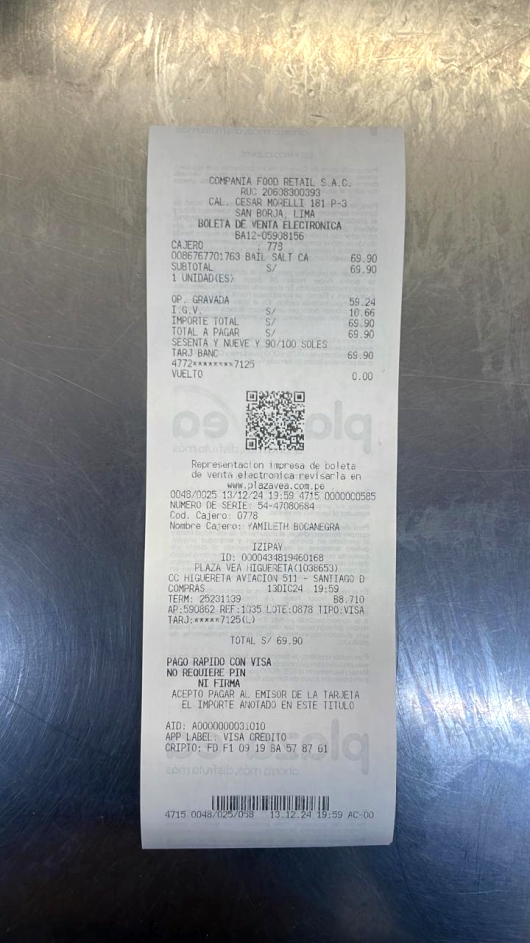 COMPANIA FOOD RETAIL S.A.C.
RUC 20608300393
CAL. CESAR MORELLI 181 P-3
SAN BORJA, LIMA
BOLETA DE VENTA ELECTRONICA
BA12-05908156
CAJERO : 778
0086767701763 BAIL SALT CA 69.90
SUBTOTAL S/ 69.90
1 UNIDAD(ES)
OP. GRAVADA 59.24
I.G.V. S/ 10.66
IMPORTE TOTAL S/ 69.90
TOTAL A PAGAR S/ 69.90
SESENTA Y NUEVE Y 90/100 SOLES
TARJ BANC 69.90
4772********7125
VUELTO 0.00
Representacion impresa de boleta
de venta electronica revisarla en
www.plazavea.com.pe
0048/0025 13/12/24 19:59 4715 0000000585
NUMERO DE SERIE: 54-47080684
Cod. Cajero: 0778
Nombre Cajero: YAMILETH BOCANEGRA
IZIPAY
ID: 0000434819460168
PLAZA VEA HIGUERETA(1038653)
CC HIGUERETA AVIACION 511 - SANTIAGO D
COMPRAS 13DIC24 19:59
TERM: 25231139 B8.710
AP:590862 REF:1035 LOTE:0878 TIPO:VISA
TARJ:*****7125(L)
TOTAL S/ 69.90
PAGO RAPIDO CON VISA
NO REQUIERE PIN
NI FIRMA
ACEPTO PAGAR AL EMISOR DE LA TARJETA
EL IMPORTE ANOTADO EN ESTE TITULO
AID: A0000000031010
APP LABEL: VISA CREDITO
CRIPTO: FD F1 09 19 BA 57 87 61
4715 0048/025/058 13.12.24 19:59 AC-00